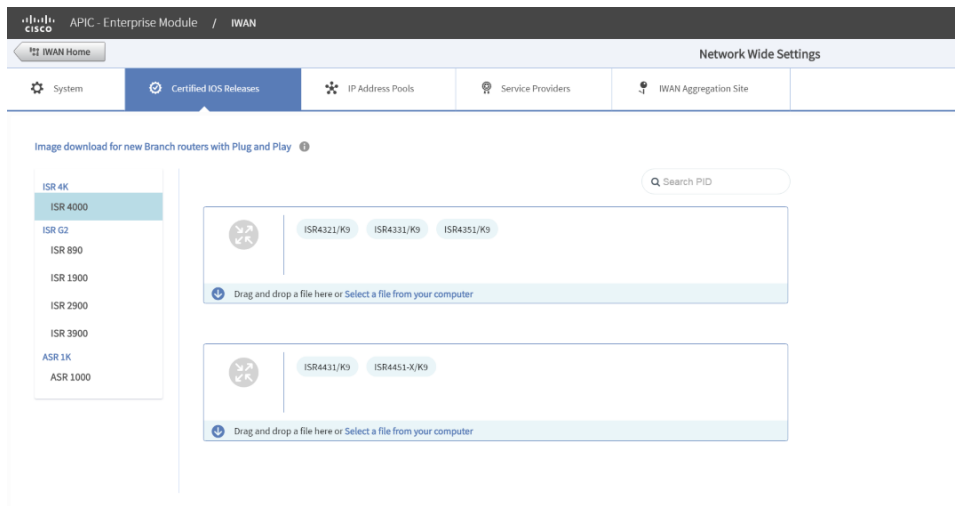 CISCO APIC - Enterprise Module / IWAN
IWAN Home
Network Wide Settings
System Certified IOS Releases IP Address Pools Service Providers IWAN Aggregation Site
Image download for new Branch routers with Plug and Play
Search PID
ISR 4K
ISR 4000
ISR G2
ISR 890
ISR 1900
ISR 2900
ISR 3900
ASR 1K
ASR 1000
ISR4321/K9 ISR4331/K9 ISR4351/K9
Drag and drop a file here or Select a file from your computer
ISR4431/K9 ISR4451-X/K9
Drag and drop a file here or Select a file from your computer